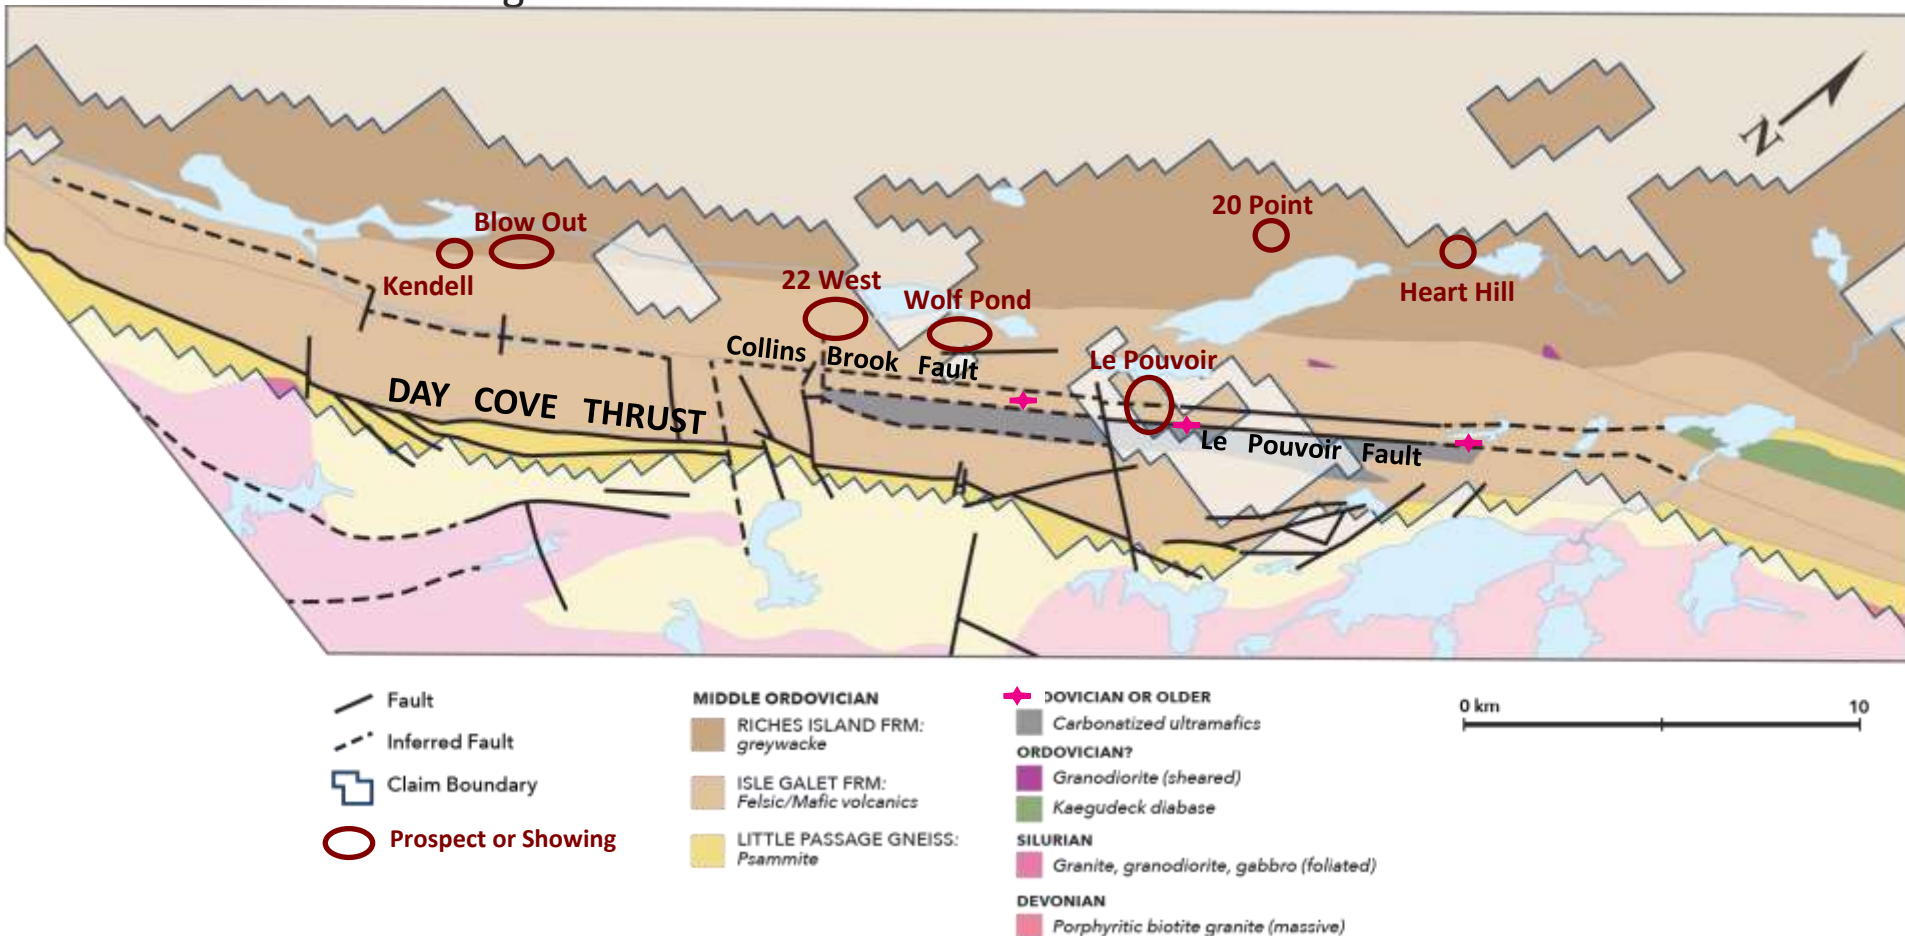 g
N
Blow Out
20 Point
Kendell
22 West
Wolf Pond
Heart Hill
Collins Brook Fault
Le Pouvoir
DAY COVE THRUST
Le Pouvoir Fault
Fault
Inferred Fault
Claim Boundary
Prospect or Showing
MIDDLE ORDOVICIAN
RICHES ISLAND FRM:
greywacke
ISLE GALET FRM:
Felsic/Mafic volcanics
LITTLE PASSAGE GNEISS:
Psammite
DOVICIAN OR OLDER
Carbonatized ultramafics
ORDOVICIAN?
Granodiorite (sheared)
Kaegudeck diabase
SILURIAN
Granite, granodiorite, gabbro (foliated)
DEVONIAN
Porphyritic biotite granite (massive)
0 km 10